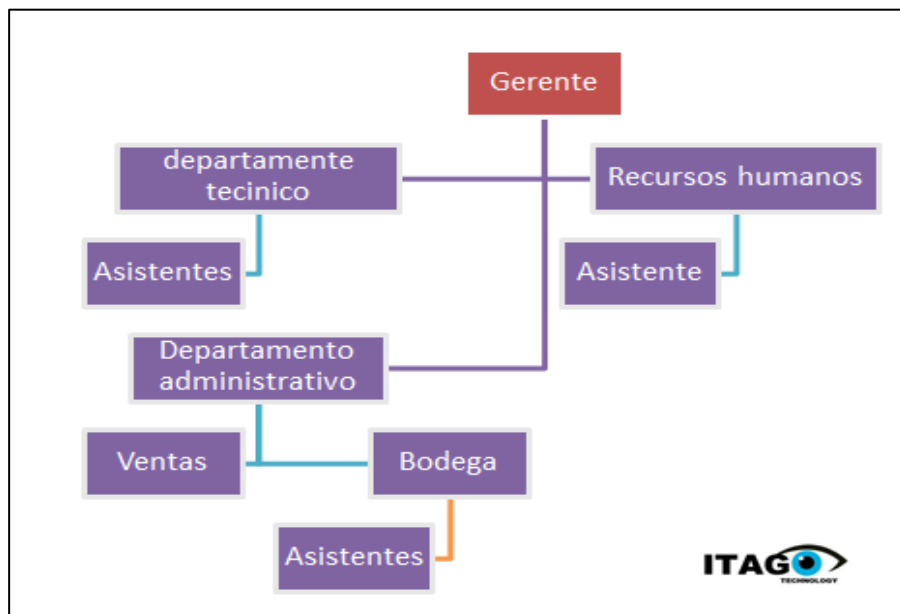 Gerente
departamente
tecinico
Recursos humanos
Asistentes
Asistente
Departamento
administrativo
Ventas
Bodega
Asistentes
ITAGO
TECHNOLOGY